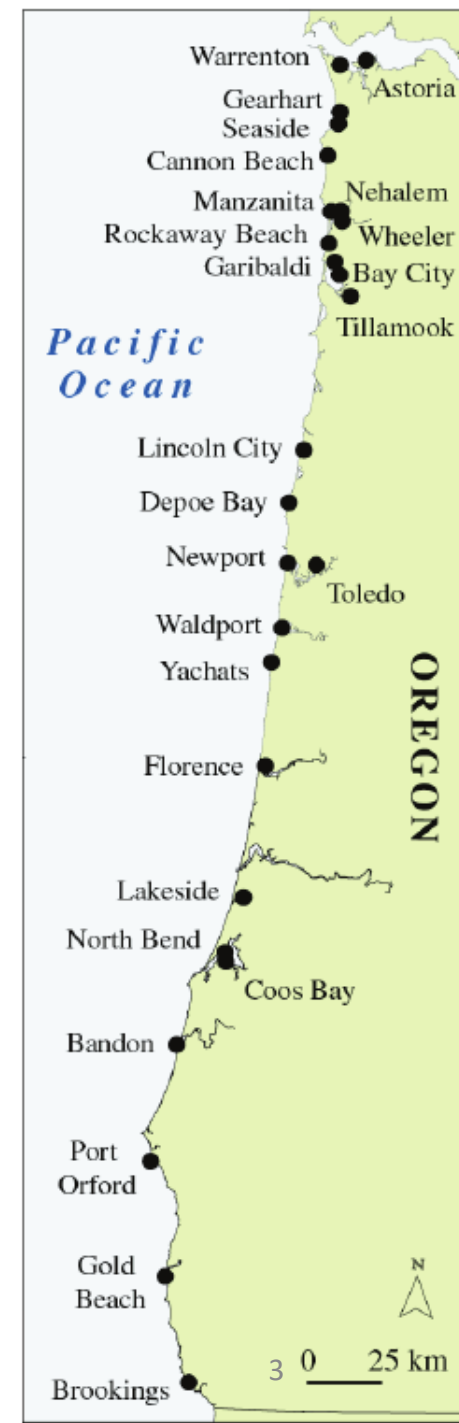 Warrenton
Astoria
Gearhart
Seaside
Cannon Beach
Manzanita
Nehalem
Rockaway Beach
Wheeler
Garibaldi
Bay City
Tillamook
Pacific
Ocean
Lincoln City
Depoe Bay
Newport
Toledo
Waldport
Yachats
OREGON
Florence
Lakeside
North Bend
Coos Bay
Bandon
Port
Orford
Gold
Beach
N
3
0 25 km
Brookings